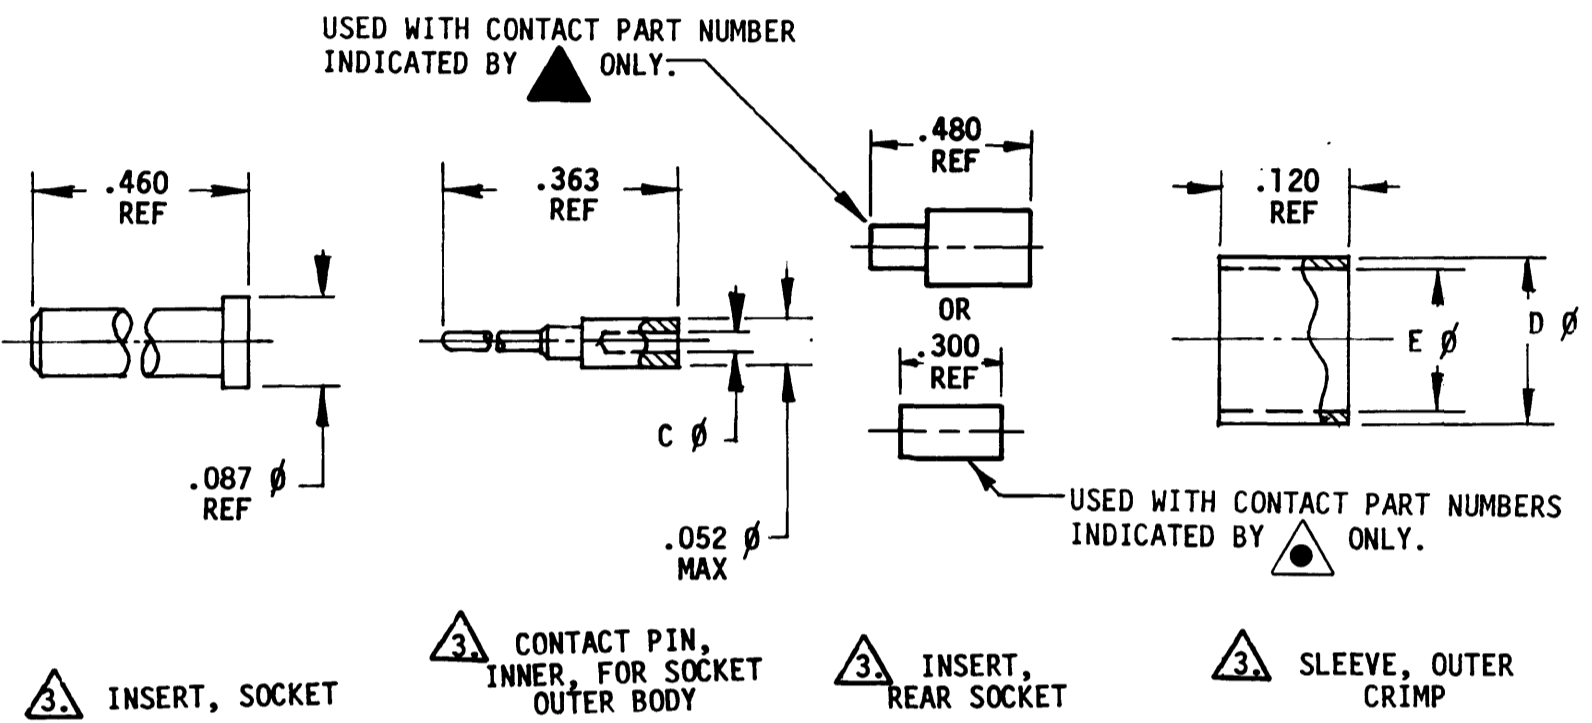 USED WITH CONTACT PART NUMBER
INDICATED BY ONLY.
.460
REF
.363
REF
.480
REF
.120
REF
OR
.300
REF
E Ø
D Ø
C Ø
.087 Ø
REF
.052 Ø
MAX
USED WITH CONTACT PART NUMBERS
INDICATED BY ONLY.
3. INSERT, SOCKET
3. CONTACT PIN,
INNER, FOR SOCKET
OUTER BODY
3. INSERT,
REAR SOCKET
3. SLEEVE, OUTER
CRIMP